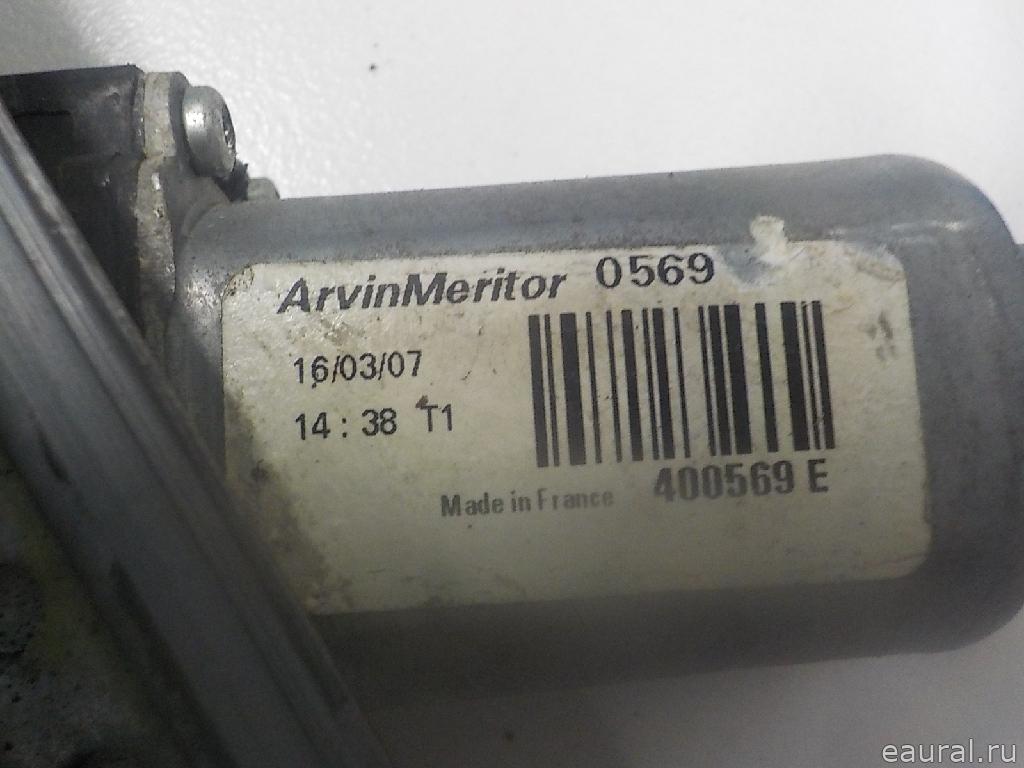 ArvinMeritor 0569
16/03/07
14 : 38 T1
Made in France 400569 E
eaural.ru